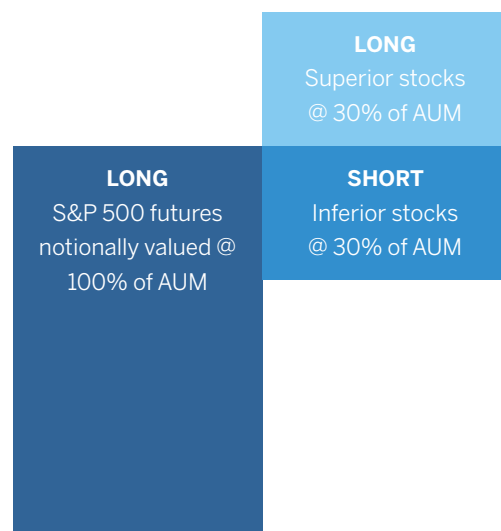 LONG
Superior stocks
@ 30% of AUM
LONG
S&P 500 futures
notionally valued @
100% of AUM
SHORT
Inferior stocks
@ 30% of AUM